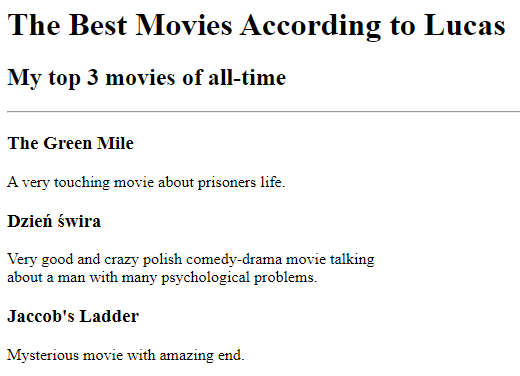 The Best Movies According to Lucas
My top 3 movies of all-time
The Green Mile
A very touching movie about prisoners life.
Dzień świra
Very good and crazy polish comedy-drama movie talking
about a man with many psychological problems.
Jaccob's Ladder
Mysterious movie with amazing end.